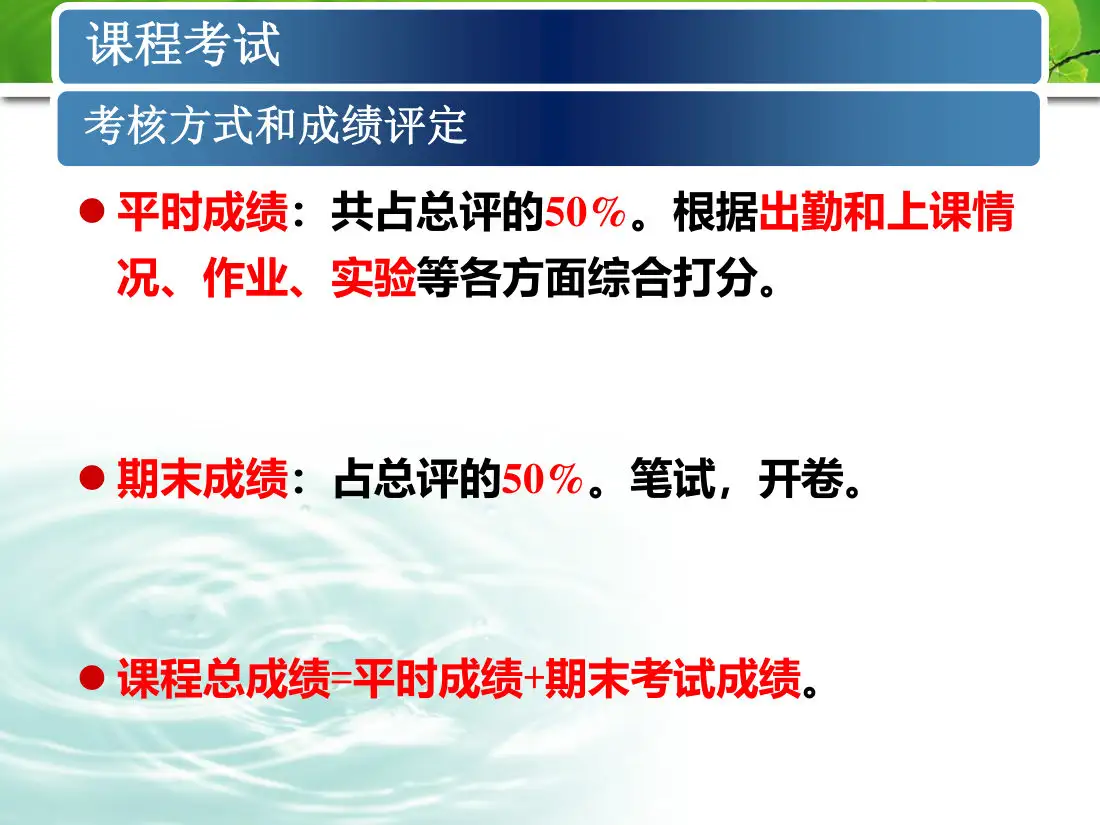 课程考试
考核方式和成绩评定
平时成绩：共占总评的50%。根据出勤和上课情
况、作业、实验等各方面综合打分。
期末成绩：占总评的50%。笔试，开卷。
课程总成绩=平时成绩+期末考试成绩。